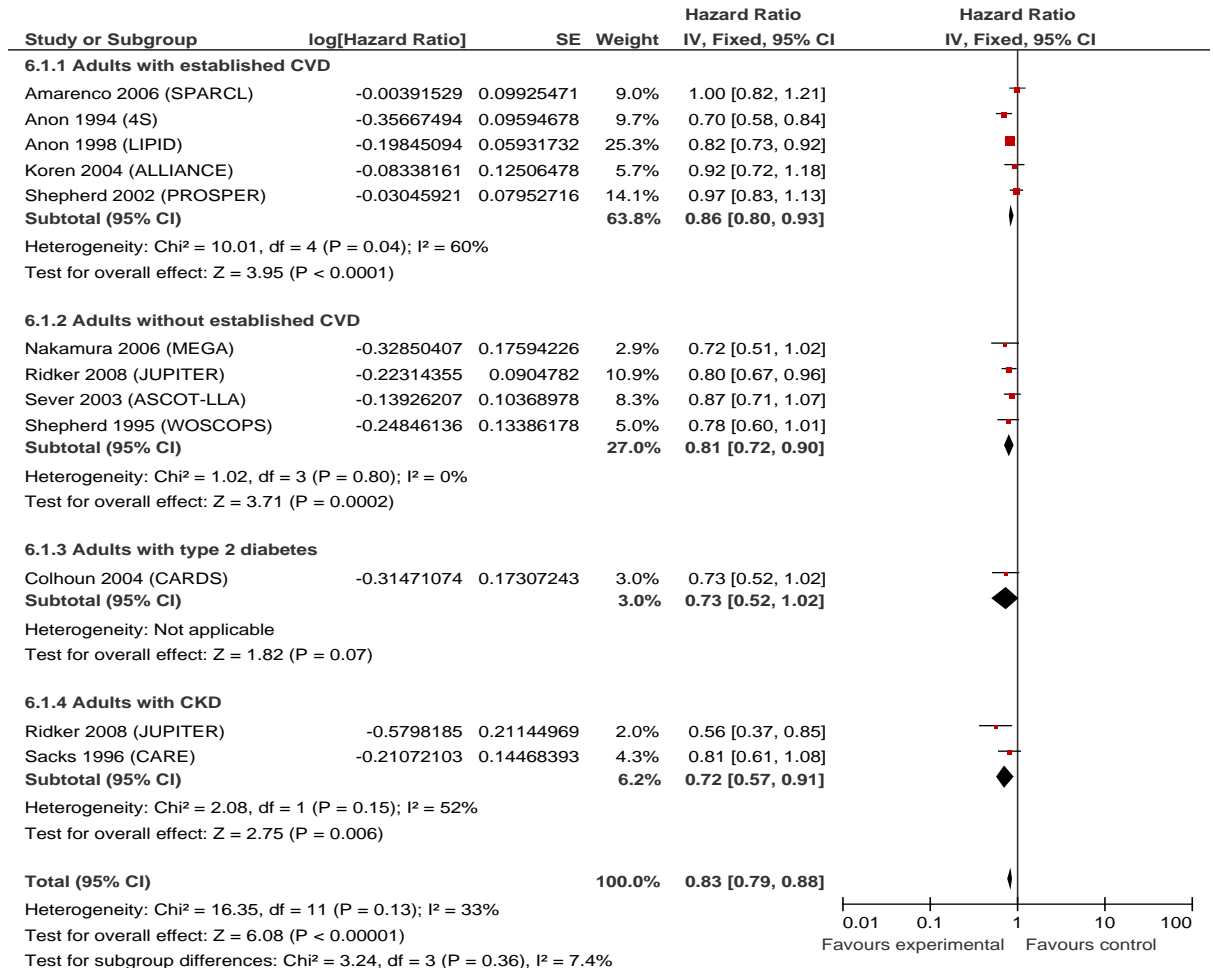 Hazard Ratio Hazard Ratio
Study or Subgroup log[Hazard Ratio] SE Weight IV, Fixed, 95% CI IV, Fixed, 95% CI
6.1.1 Adults with established CVD
Amarenco 2006 (SPARCL) -0.00391529 0.09925471 9.0% 1.00 [0.82, 1.21]
Anon 1994 (4S) -0.35667494 0.09594678 9.7% 0.70 [0.58, 0.84]
Anon 1998 (LIPID) -0.19845094 0.05931732 25.3% 0.82 [0.73, 0.92]
Koren 2004 (ALLIANCE) -0.08338161 0.12506478 5.7% 0.92 [0.72, 1.18]
Shepherd 2002 (PROSPER) -0.03045921 0.07952716 14.1% 0.97 [0.83, 1.13]
Subtotal (95% CI) 63.8% 0.86 [0.80, 0.93]
Heterogeneity: Chi² = 10.01, df = 4 (P = 0.04); I² = 60%
Test for overall effect: Z = 3.95 (P < 0.0001)
6.1.2 Adults without established CVD
Nakamura 2006 (MEGA) -0.32850407 0.17594226 2.9% 0.72 [0.51, 1.02]
Ridker 2008 (JUPITER) -0.22314355 0.0904782 10.9% 0.80 [0.67, 0.96]
Sever 2003 (ASCOT-LLA) -0.13926207 0.10368978 8.3% 0.87 [0.71, 1.07]
Shepherd 1995 (WOSCOPS) -0.24846136 0.13386178 5.0% 0.78 [0.60, 1.01]
Subtotal (95% CI) 27.0% 0.81 [0.72, 0.90]
Heterogeneity: Chi² = 1.02, df = 3 (P = 0.80); I² = 0%
Test for overall effect: Z = 3.71 (P = 0.0002)
6.1.3 Adults with type 2 diabetes
Colhoun 2004 (CARDS) -0.31471074 0.17307243 3.0% 0.73 [0.52, 1.02]
Subtotal (95% CI) 3.0% 0.73 [0.52, 1.02]
Heterogeneity: Not applicable
Test for overall effect: Z = 1.82 (P = 0.07)
6.1.4 Adults with CKD
Ridker 2008 (JUPITER) -0.5798185 0.21144969 2.0% 0.56 [0.37, 0.85]
Sacks 1996 (CARE) -0.21072103 0.14468393 4.3% 0.81 [0.61, 1.08]
Subtotal (95% CI) 6.2% 0.72 [0.57, 0.91]
Heterogeneity: Chi² = 2.08, df = 1 (P = 0.15); I² = 52%
Test for overall effect: Z = 2.75 (P = 0.006)
Total (95% CI) 100.0% 0.83 [0.79, 0.88]
Heterogeneity: Chi² = 16.35, df = 11 (P = 0.13); I² = 33%
0.01 0.1 1 10 100
Test for overall effect: Z = 6.08 (P < 0.00001)
Favours experimental Favours control
Test for subgroup differences: Chi² = 3.24, df = 3 (P = 0.36), I² = 7.4%